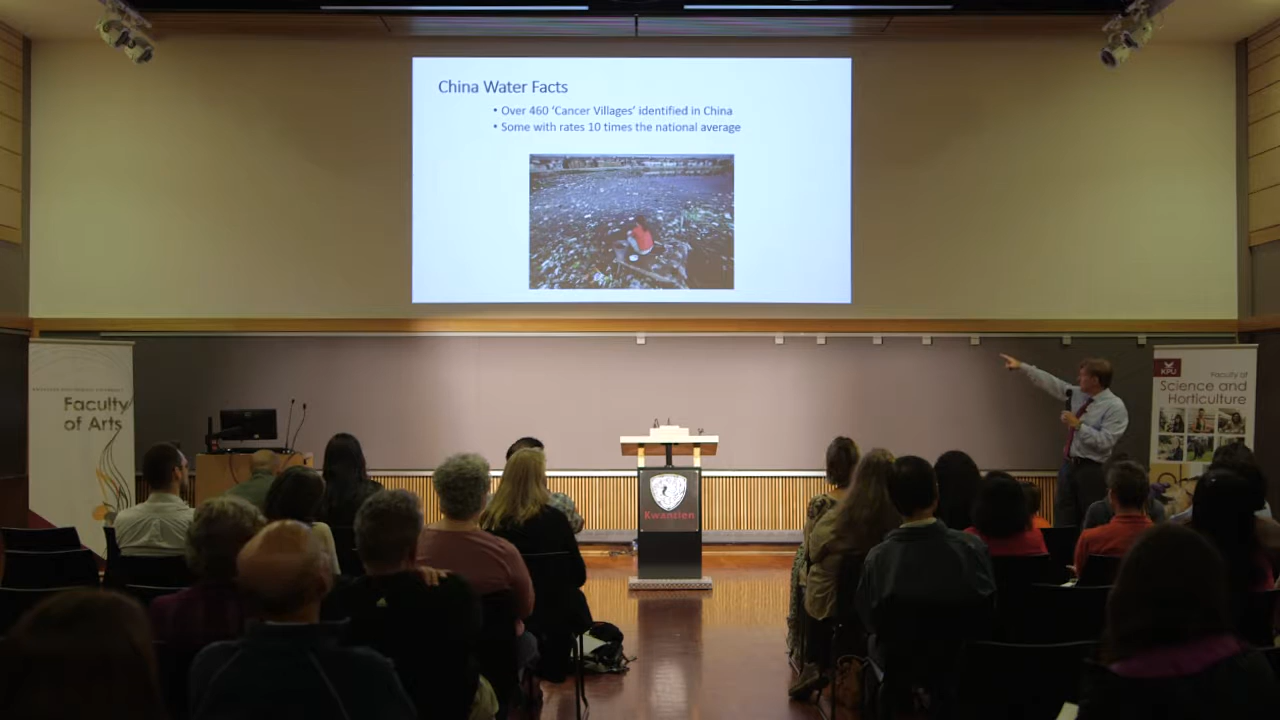 China Water Facts
• Over 460 'Cancer Villages' identified in China
• Some with rates 10 times the national average
Faculty
of Arts
Kwantlen
KPU
Faculty of
Science and
Horticulture